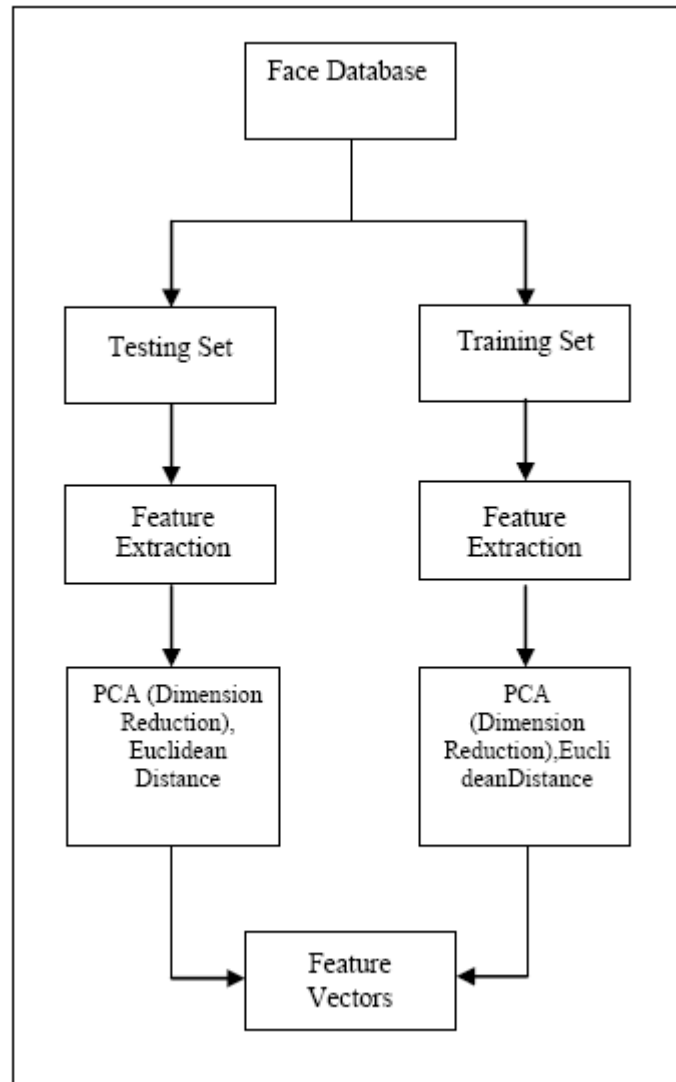 Face Database
Testing Set
Training Set
Feature
Extraction
Feature
Extraction
PCA (Dimension
Reduction),
Euclidean
Distance
PCA
(Dimension
Reduction),Eucli
deanDistance
Feature
Vectors